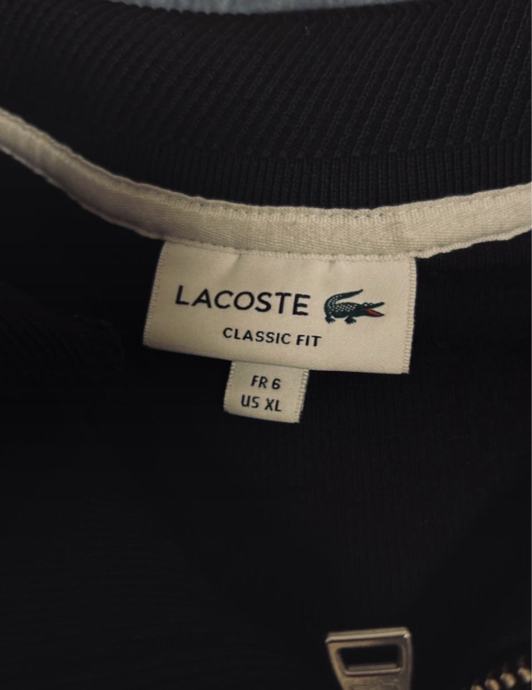 LACOSTE
CLASSIC FIT
FR 6
US XL